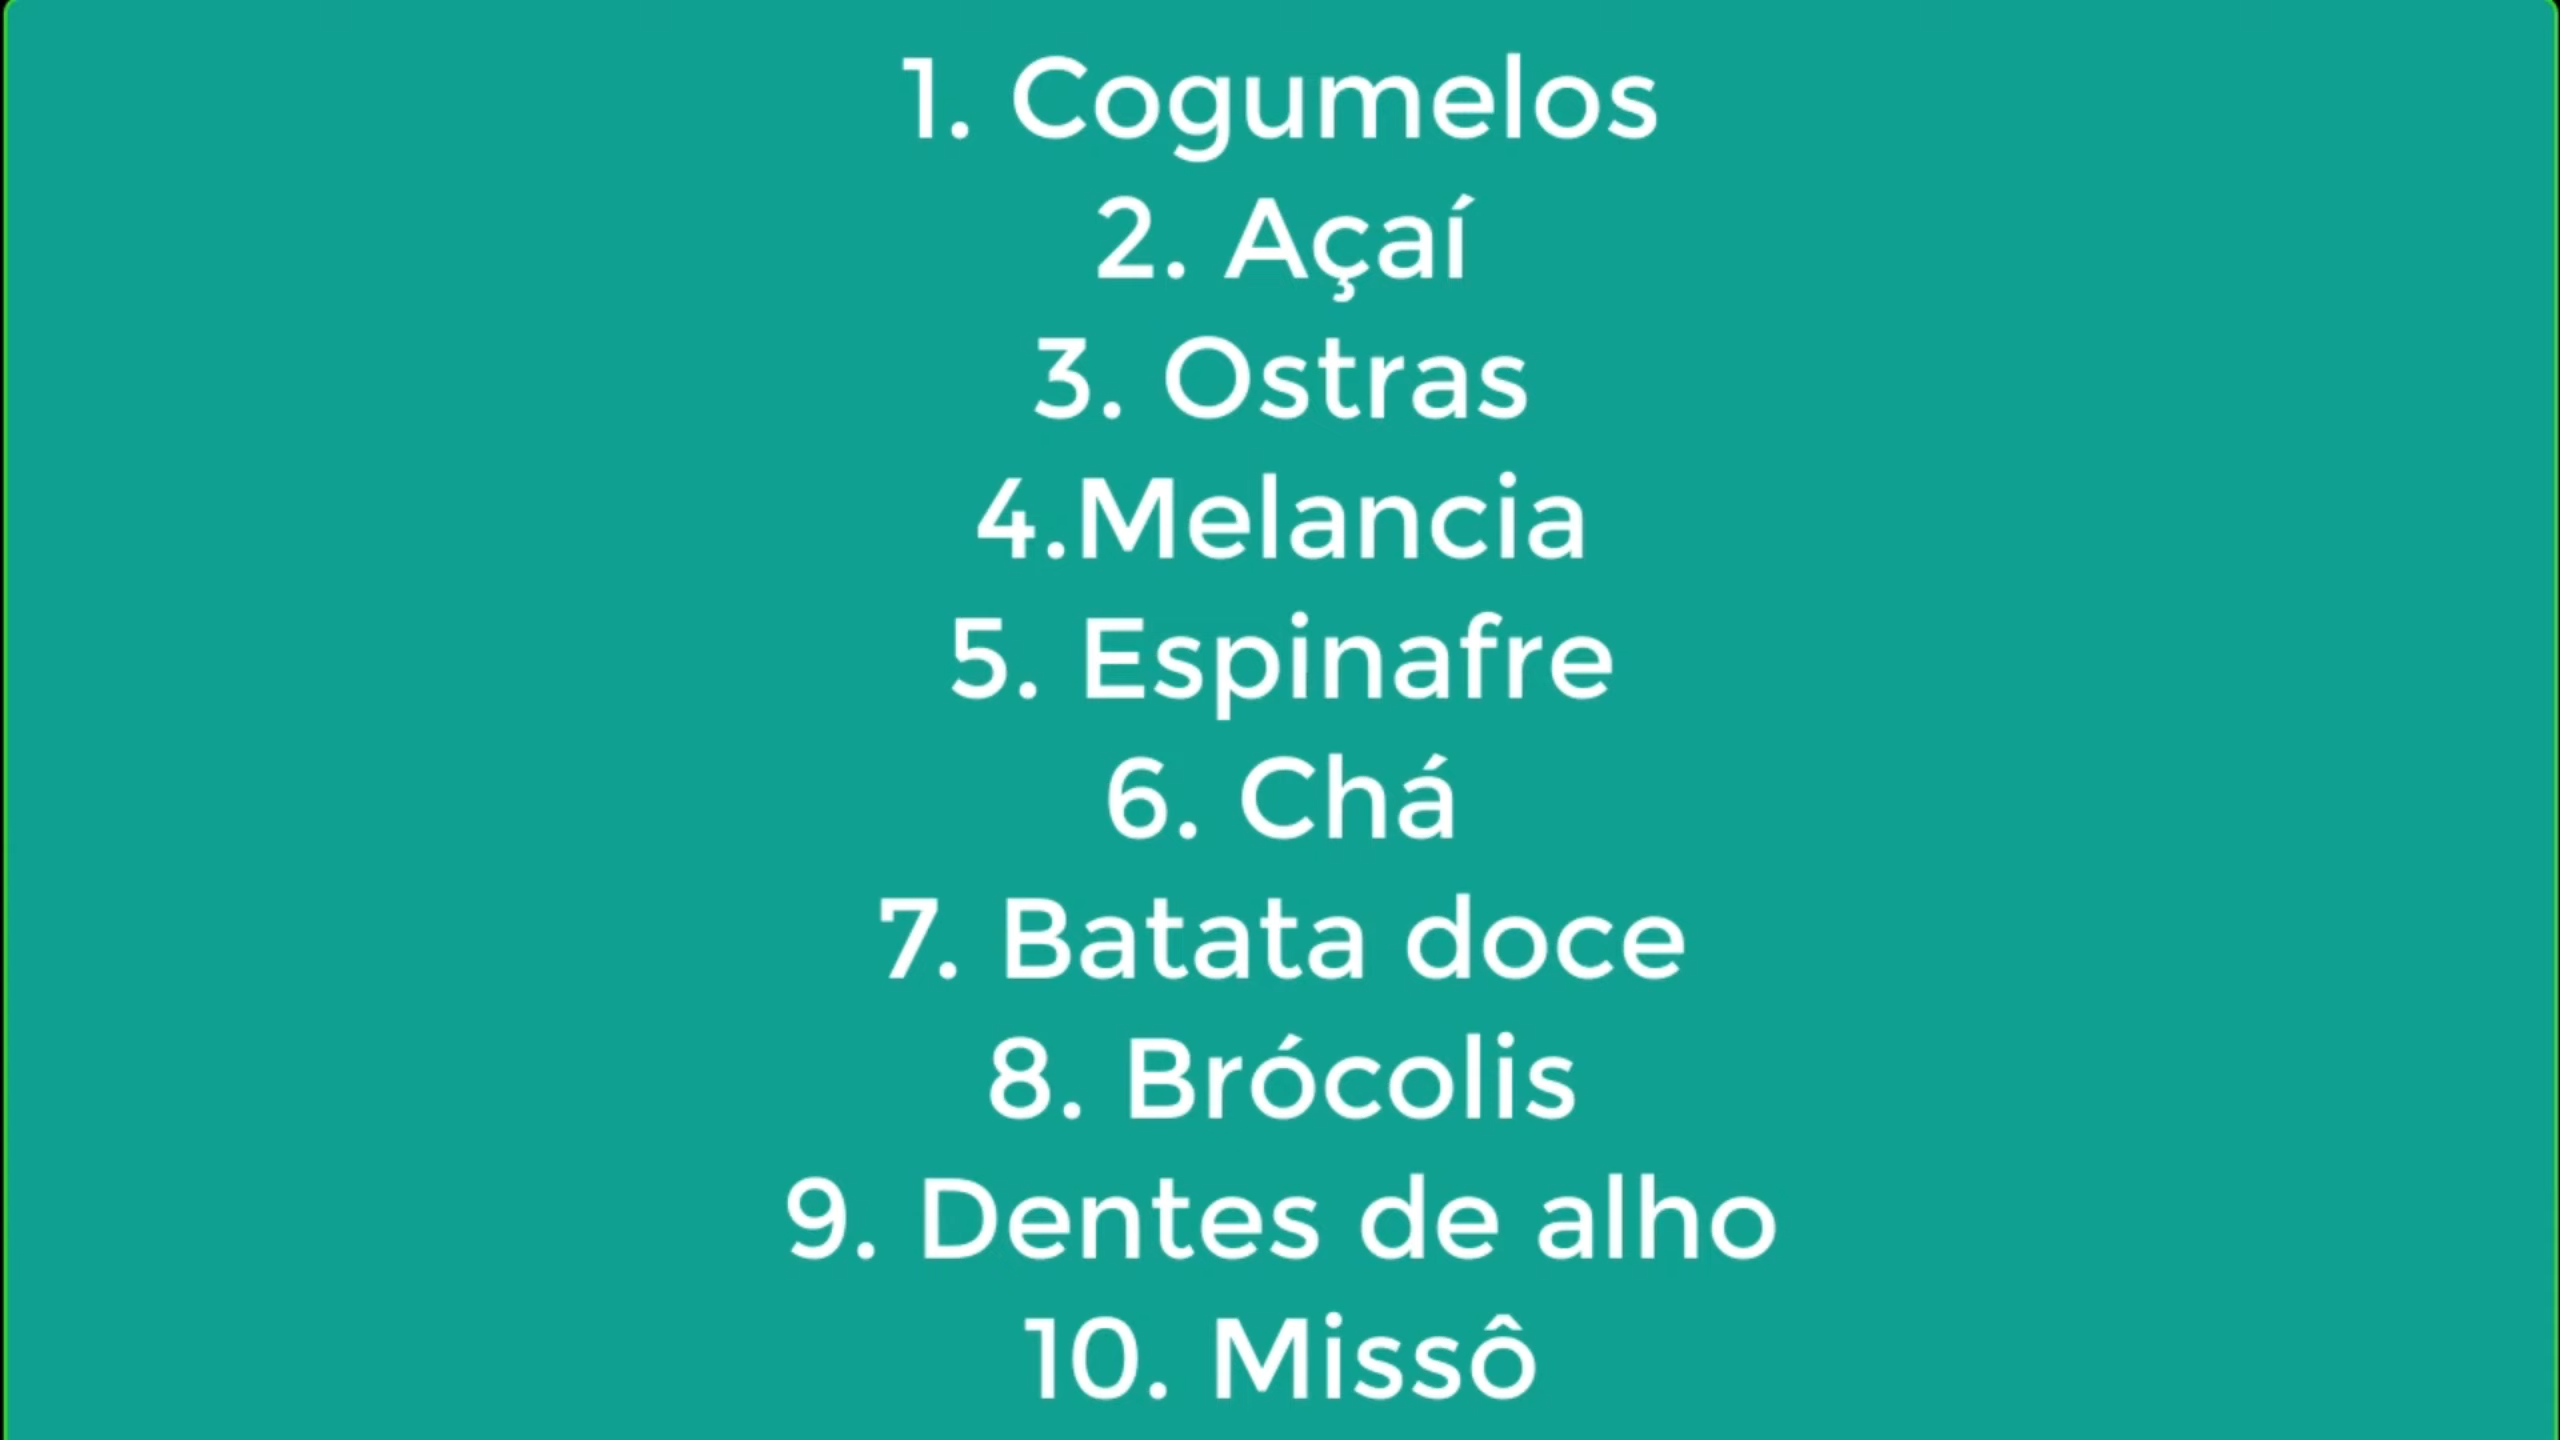 1. Cogumelos
2. Açaí
3. Ostras
4.Melancia
5. Espinafre
6. Chá
7. Batata doce
8. Brócolis
9. Dentes de alho
10. Missô